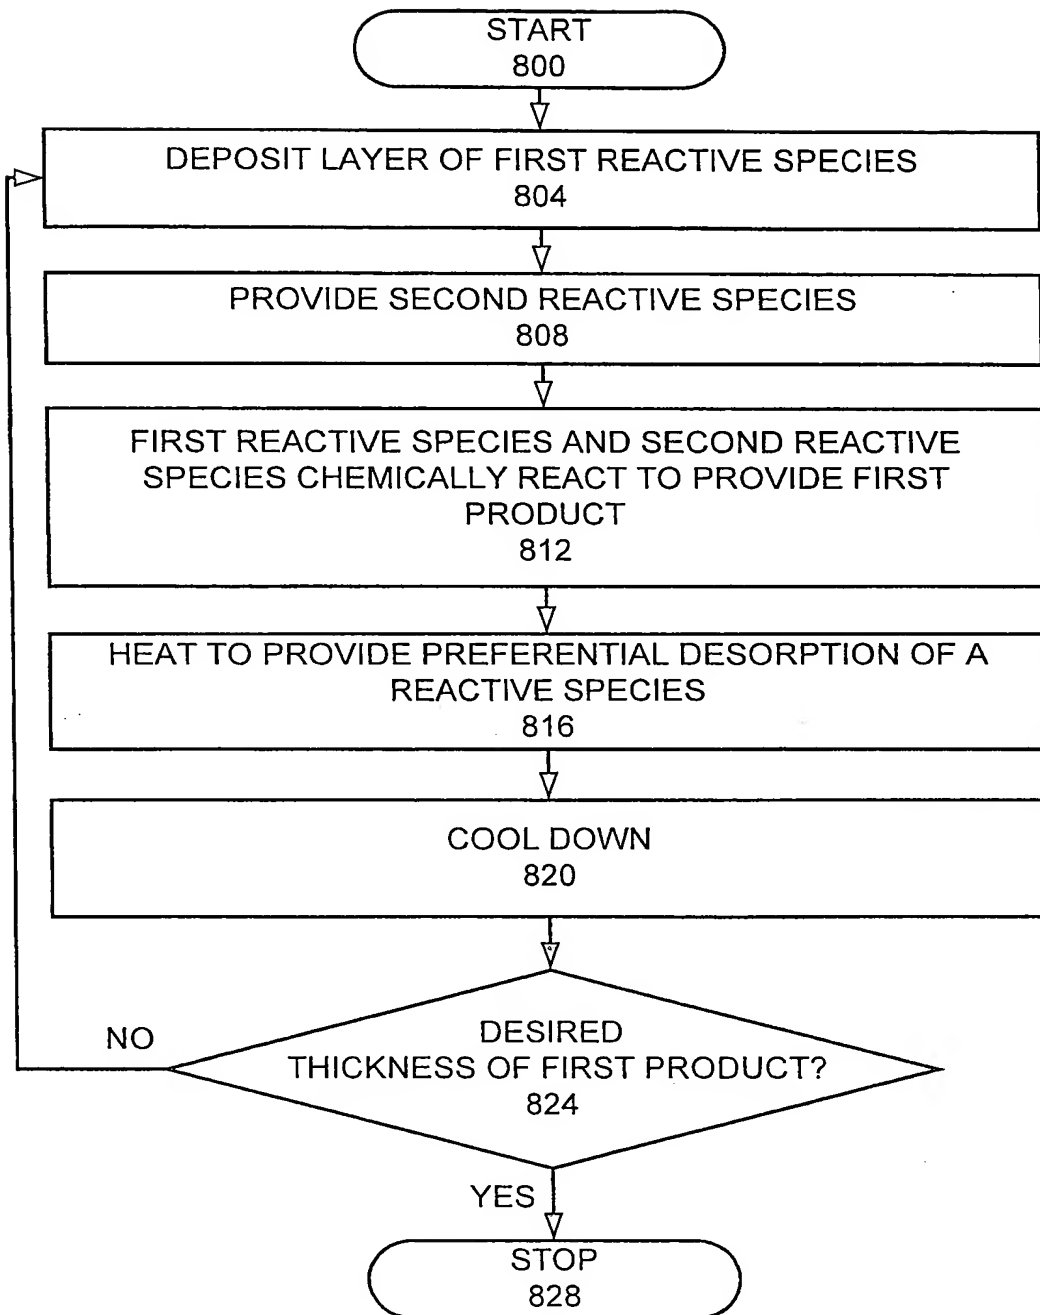 START
800
DEPOSIT LAYER OF FIRST REACTIVE SPECIES
804
PROVIDE SECOND REACTIVE SPECIES
808
FIRST REACTIVE SPECIES AND SECOND REACTIVE
SPECIES CHEMICALLY REACT TO PROVIDE FIRST
PRODUCT
812
HEAT TO PROVIDE PREFERENTIAL DESORPTION OF A
REACTIVE SPECIES
816
COOL DOWN
820
NO
DESIRED
THICKNESS OF FIRST PRODUCT?
824
YES
STOP
828